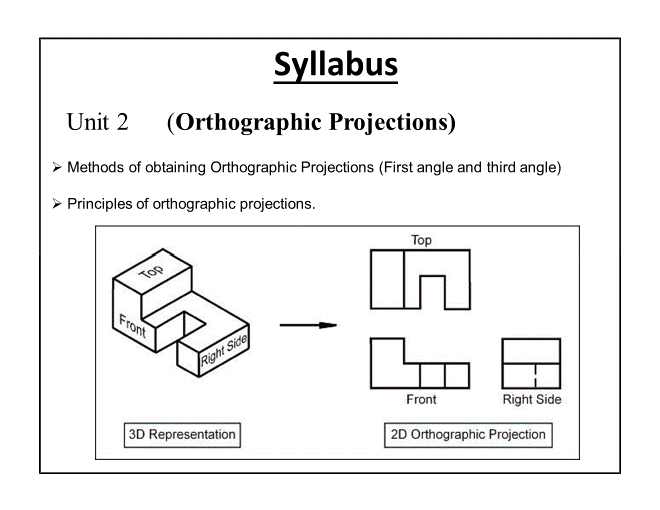 Syllabus
Unit 2 (Orthographic Projections)
➢ Methods of obtaining Orthographic Projections (First angle and third angle)
➢ Principles of orthographic projections.
Top
Top
Front
Right Side
Front
Right Side
3D Representation
2D Orthographic Projection